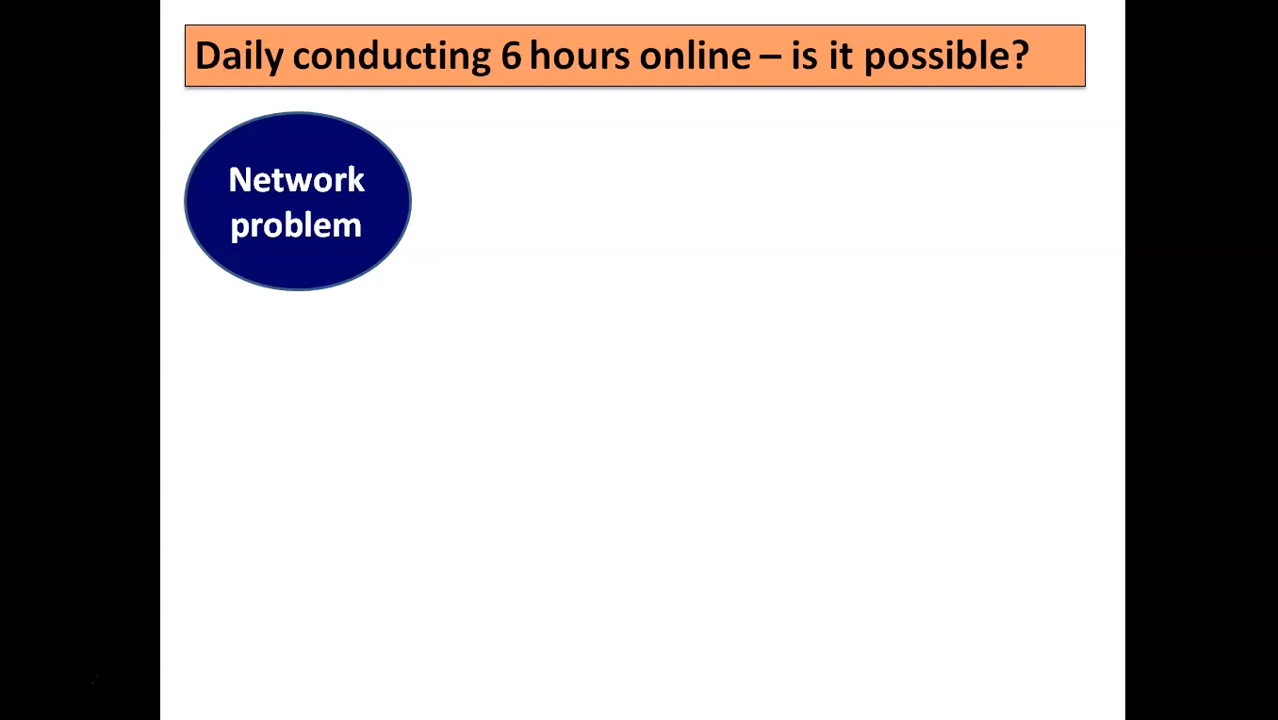 Daily conducting 6 hours online – is it possible?
Network
problem